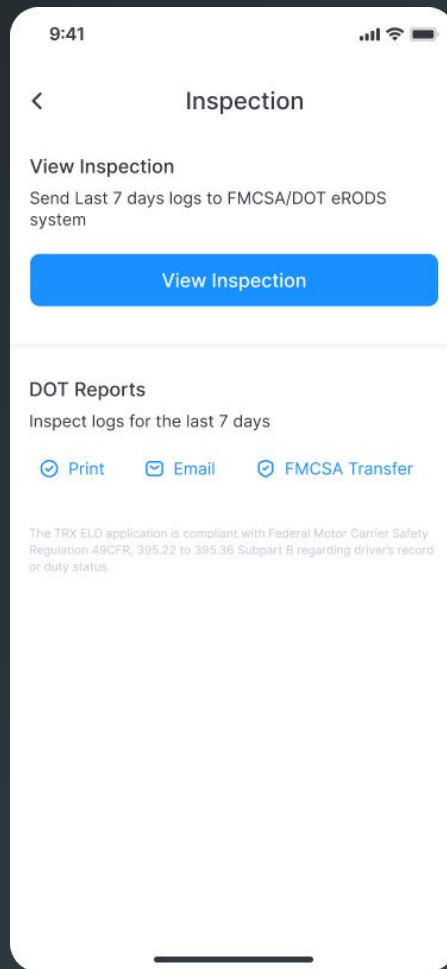 9:41
Inspection
View Inspection
Send Last 7 days logs to FMCSA/DOT eRODS
system
View Inspection
DOT Reports
Inspect logs for the last 7 days
Print Email FMCSA Transfer
The TRX ELD application is compliant with Federal Motor Carrier Safety
Regulation 49CFR, 395.22 to 395.36 Subpart B regarding driver's record
or duty status